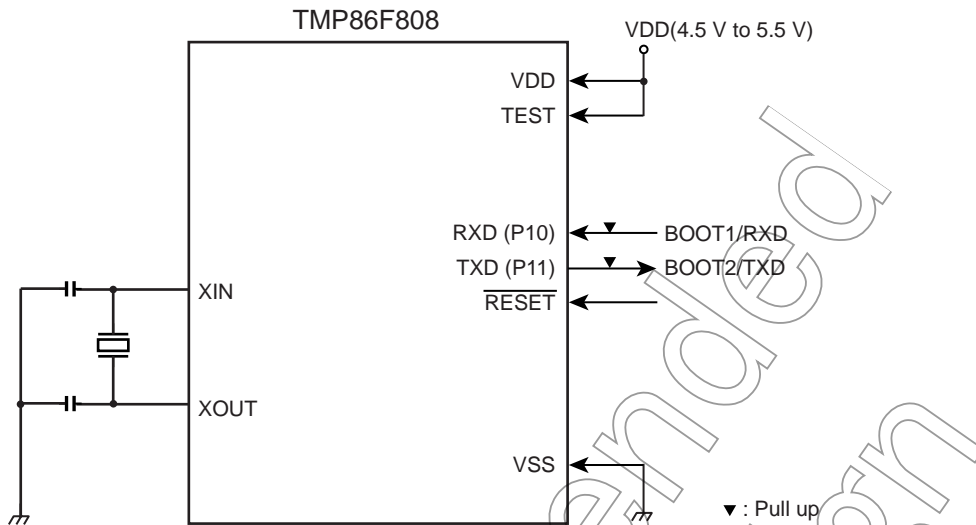 TMP86F808
VDD(4.5 V to 5.5 V)
VDD
TEST
RXD (P10)
BOOT1/RXD
TXD (P11)
BOOT2/TXD
RESET
XIN
XOUT
VSS
▼ : Pull up